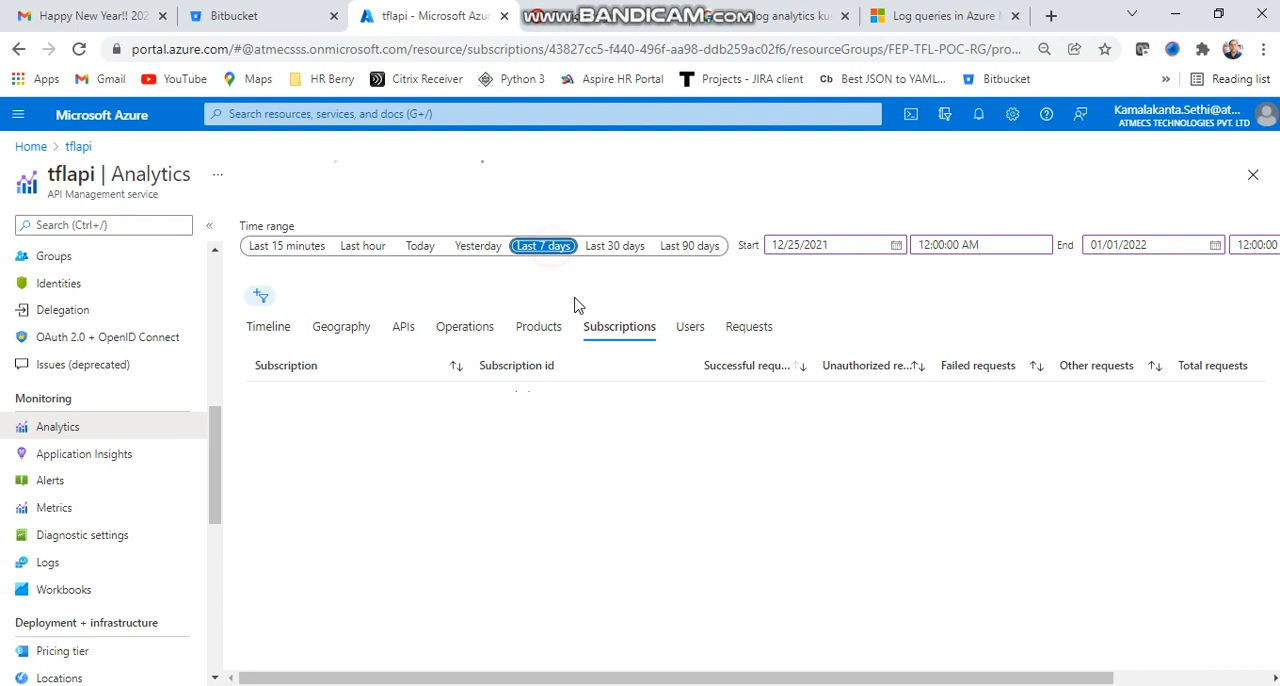 Happy New Year!! 202
Bitbucket
tflapi - Microsoft Azu
www.BANDICAM.com
log analytics kus
Log queries in Azure M
portal.azure.com/#@atmecsss.onmicrosoft.com/resource/subscriptions/43827cc5-f440-496f-aa98-ddb259ac02f6/resourceGroups/FEP-TFL-POC-RG/pro...
Apps
Gmail
YouTube
Maps
HR Berry
Citrix Receiver
Python 3
Aspire HR Portal
Projects - JIRA client
Cb Best JSON to YAML...
Bitbucket
»
Reading list
Microsoft Azure
Search resources, services, and docs (G+/)
Kamalakanta.Sethi@at...
ATMECS TECHNOLOGIES PVT. LTD
Home > tflapi
tflapi | Analytics
...
API Management service
Search (Ctrl+/)
«
Groups
Identities
Delegation
OAuth 2.0 + OpenID Connect
Issues (deprecated)
Monitoring
Analytics
Application Insights
Alerts
Metrics
Diagnostic settings
Logs
Workbooks
Deployment + infrastructure
Pricing tier
Locations
Time range
Last 15 minutes Last hour Today Yesterday Last 7 days Last 30 days Last 90 days Start 12/25/2021 12:00:00 AM End 01/01/2022 12:00:00
Timeline Geography APIs Operations Products Subscriptions Users Requests
Subscription Subscription id Successful requ... Unauthorized re... Failed requests Other requests Total requests